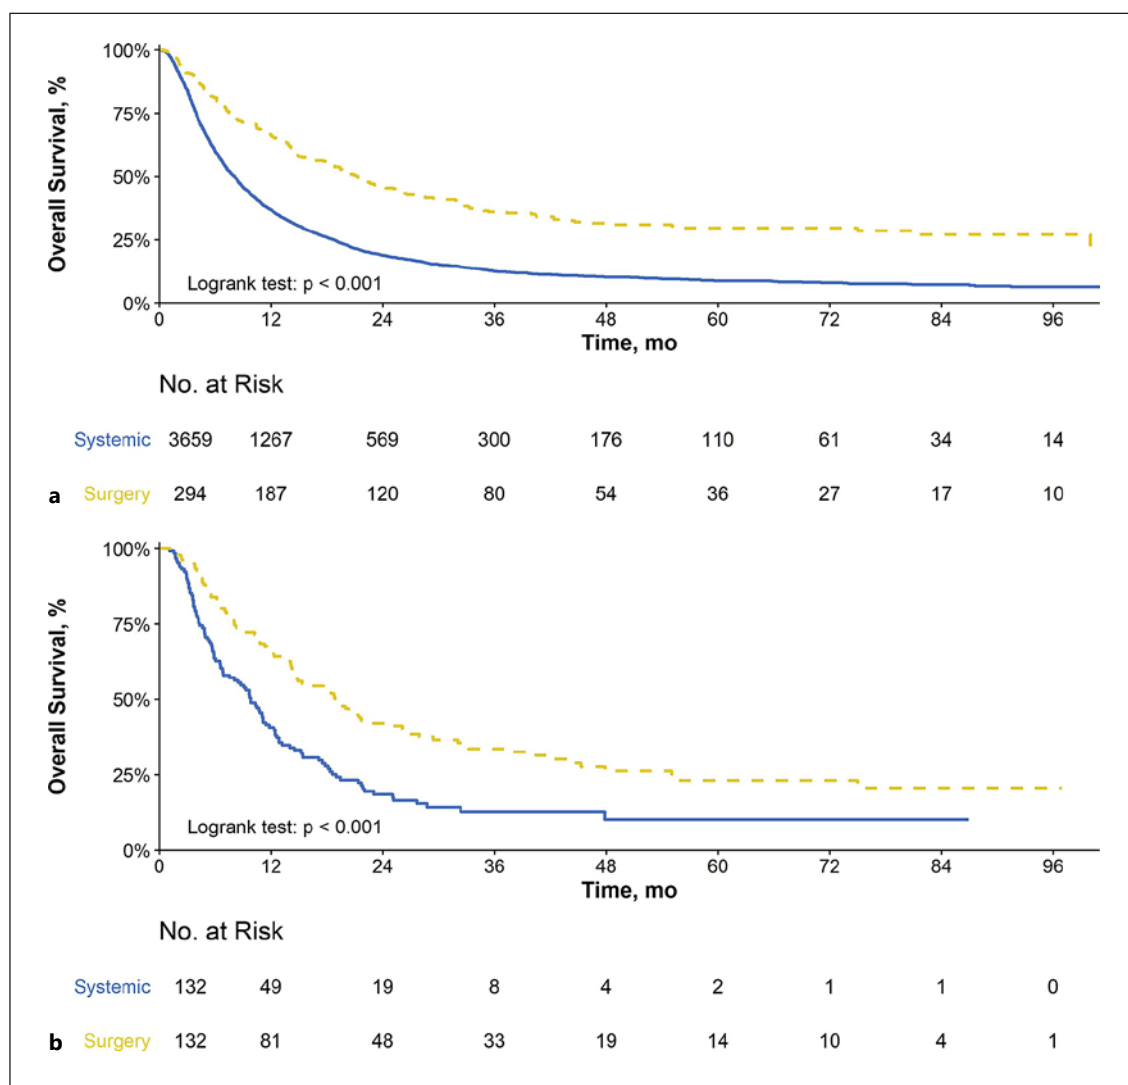 100%
75%
50%
25%
0%
Overall Survival, %
Logrank test: p < 0.001
0 12 24 36 48 60 72 84 96
Time, mo
No. at Risk
Systemic 3659 1267 569 300 176 110 61 34 14
a Surgery 294 187 120 80 54 36 27 17 10
100%
75%
50%
25%
0%
Overall Survival, %
Logrank test: p < 0.001
0 12 24 36 48 60 72 84 96
Time, mo
No. at Risk
Systemic 132 49 19 8 4 2 1 1 0
b Surgery 132 81 48 33 19 14 10 4 1